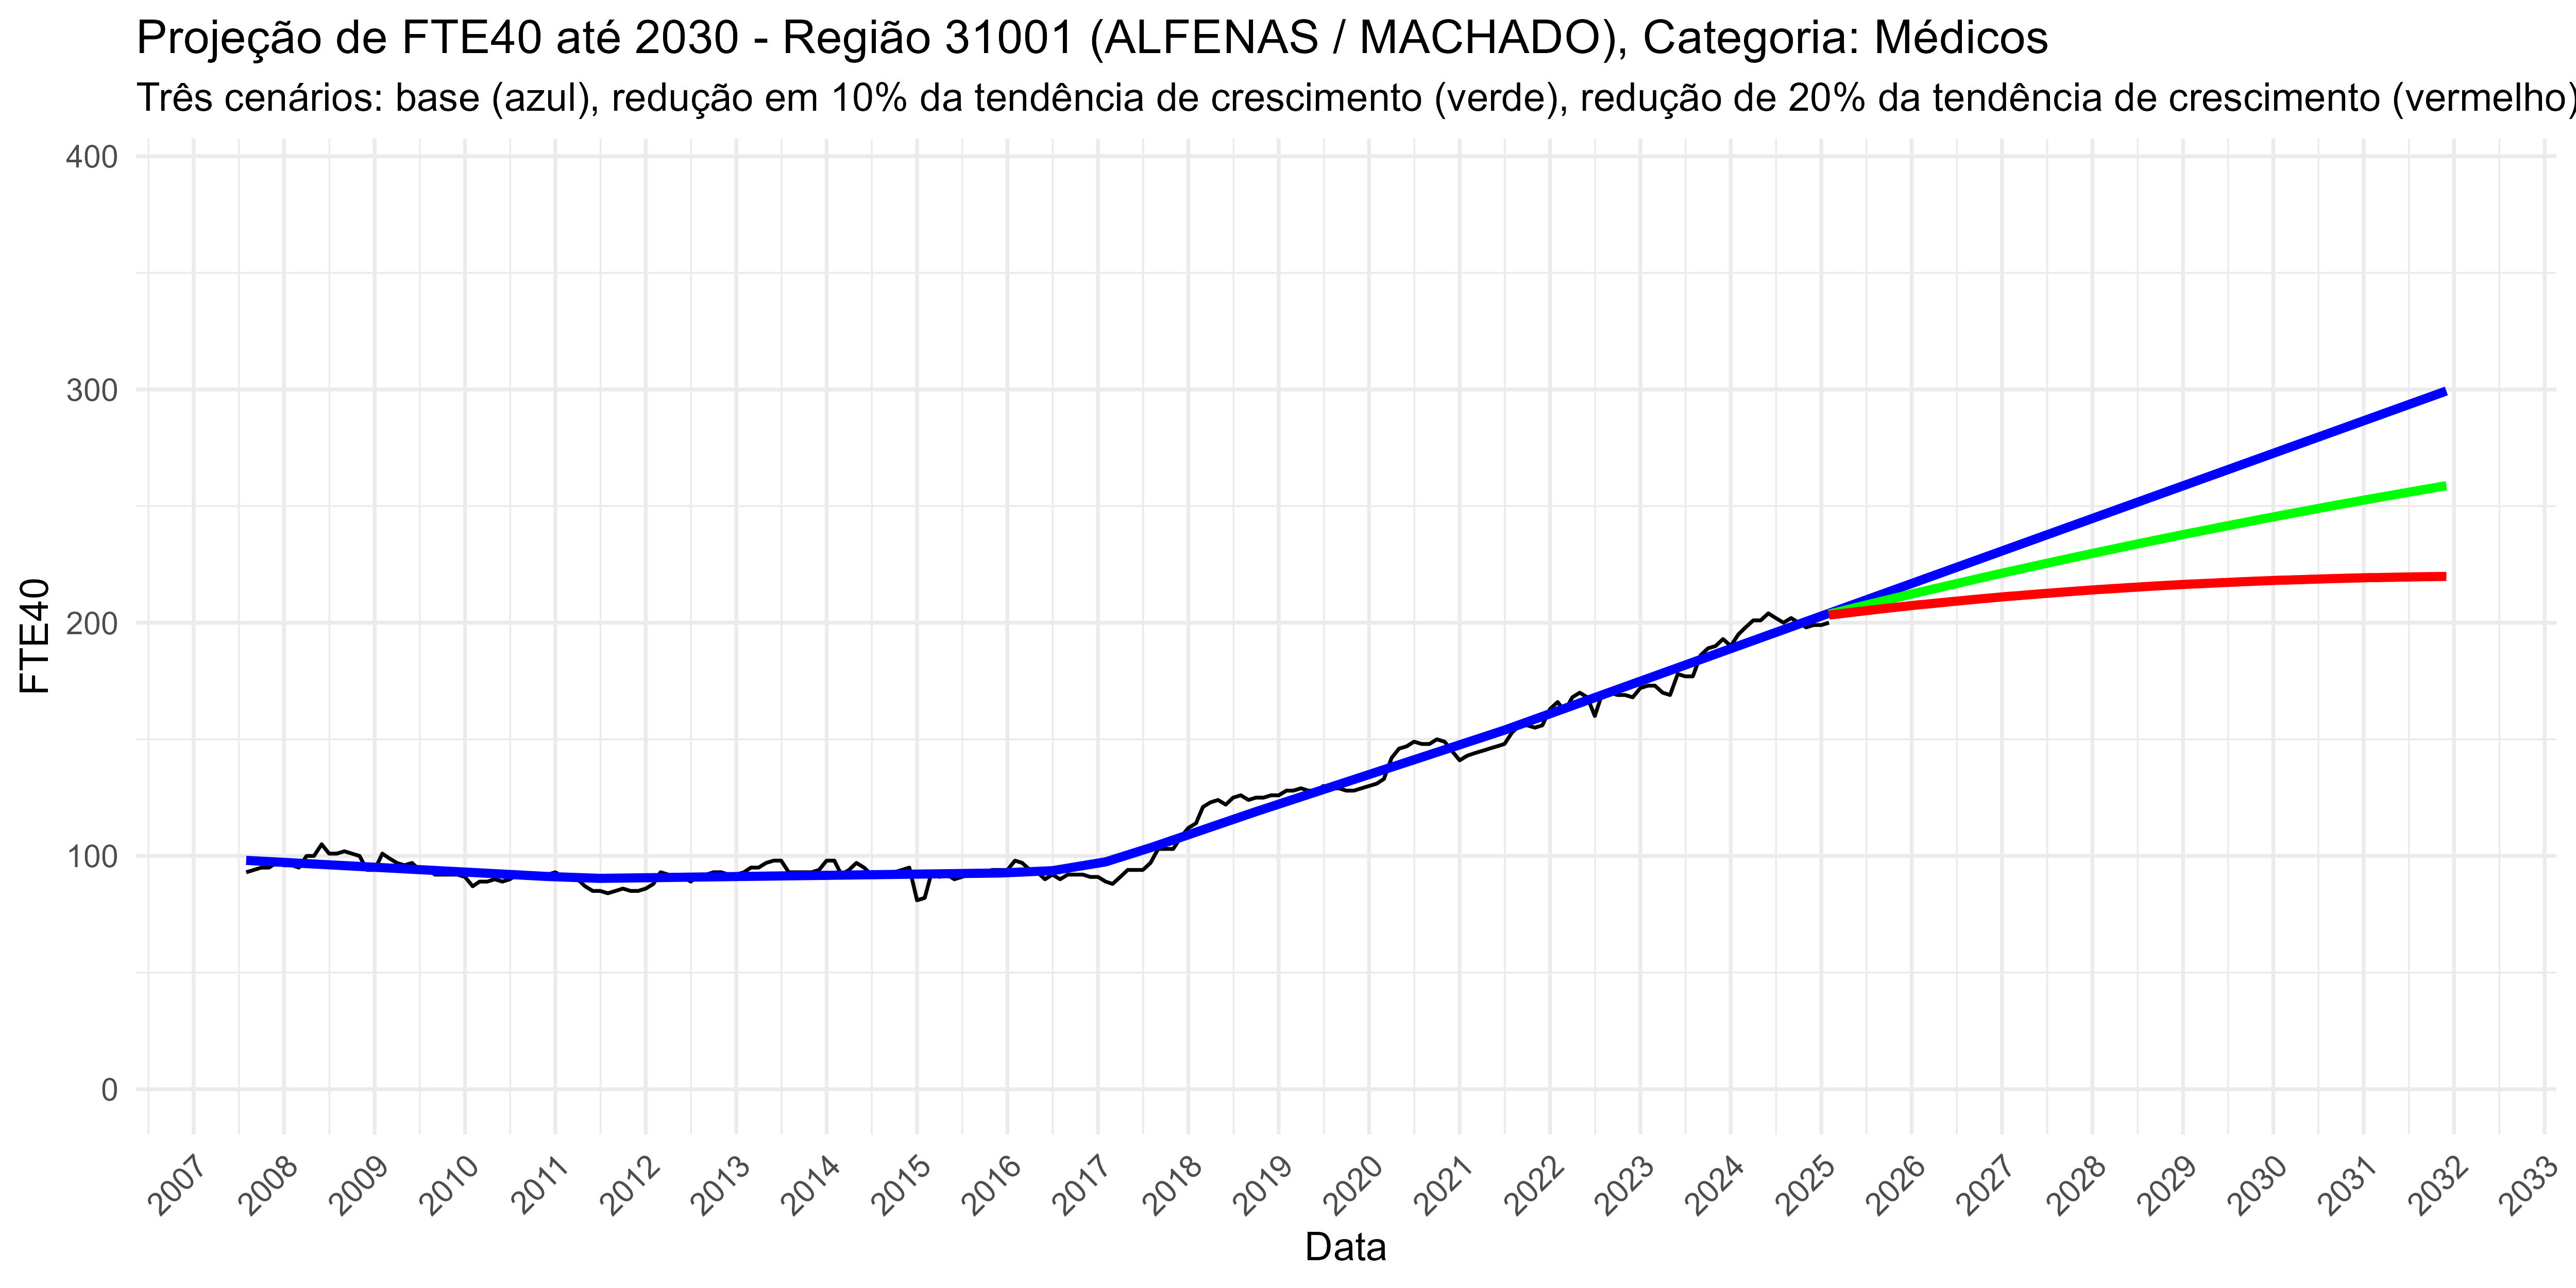 Projeção de FTE40 até 2030 - Região 31001 (ALFENAS / MACHADO), Categoria: Médicos
Três cenários: base (azul), redução em 10% da tendência de crescimento (verde), redução de 20% da tendência de crescimento (vermelho)
400
300
200
100
0
FTE40
2007 2008 2009 2010 2011 2012 2013 2014 2015 2016 2017 2018 2019 2020 2021 2022 2023 2024 2025 2026 2027 2028 2029 2030 2031 2032 2033
Data